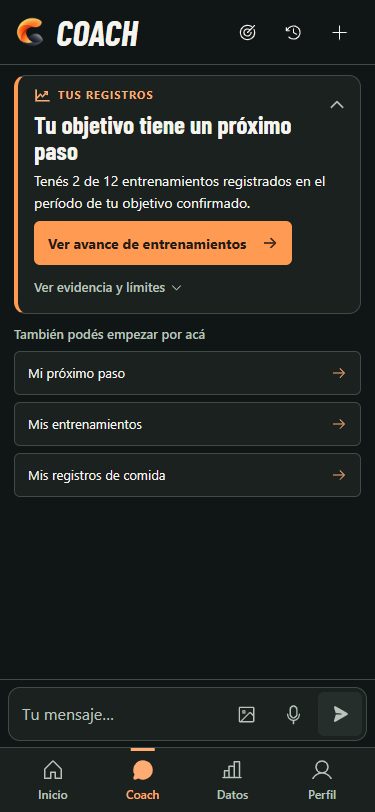 COACH
TUS REGISTROS
Tu objetivo tiene un próximo
paso
Tenés 2 de 12 entrenamientos registrados en el
período de tu objetivo confirmado.
Ver avance de entrenamientos
Ver evidencia y límites
También podés empezar por acá
Mi próximo paso
Mis entrenamientos
Mis registros de comida
Tu mensaje...
Inicio
Coach
Datos
Perfil